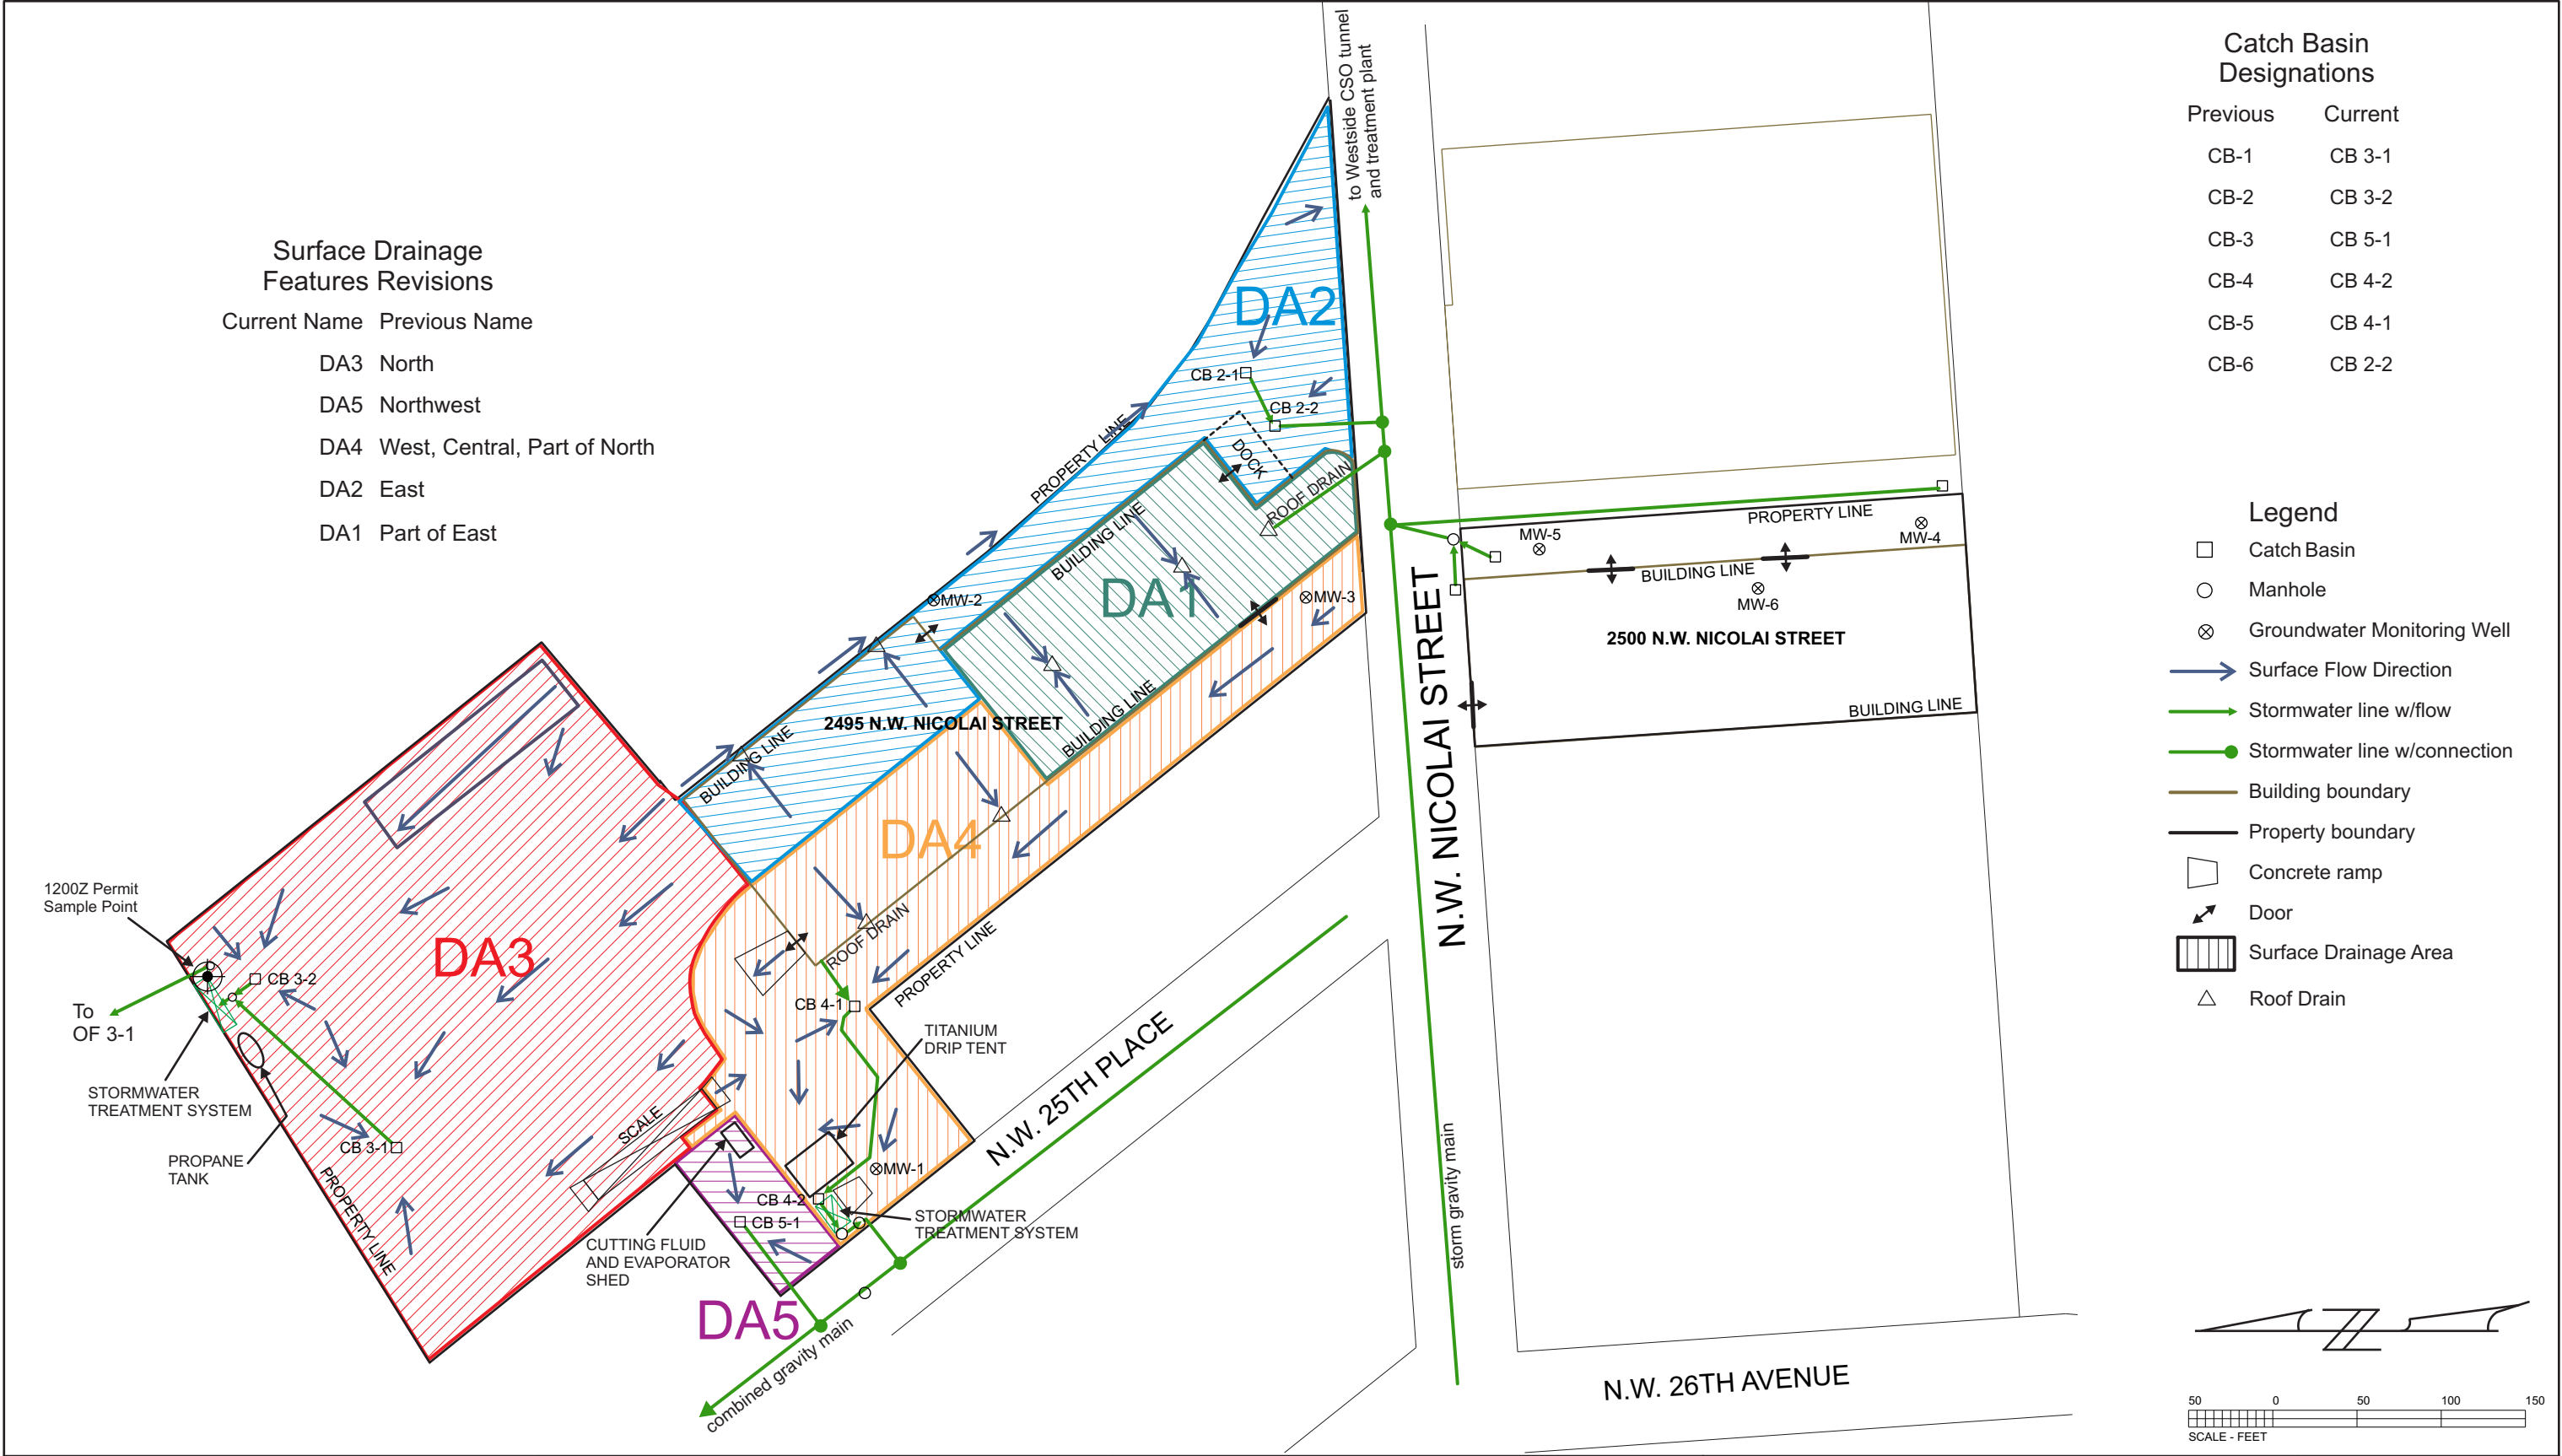 to Westside CSO tunnel
and treatment plant
Catch Basin
Designations
Previous Current
CB-1 CB 3-1
CB-2 CB 3-2
CB-3 CB 5-1
CB-4 CB 4-2
CB-5 CB 4-1
CB-6 CB 2-2
Surface Drainage
Features Revisions
Current Name Previous Name
DA3 North
DA5 Northwest
DA4 West, Central, Part of North
DA2 East
DA1 Part of East
Legend
Catch Basin
Manhole
Groundwater Monitoring Well
Surface Flow Direction
Stormwater line w/flow
Stormwater line w/connection
Building boundary
Property boundary
Concrete ramp
Door
Surface Drainage Area
Roof Drain
DA2
CB 2-1
CB 2-2
PROPERTY LINE
DOCK
ROOF DRAIN
BUILDING LINE
DA1
MW-2
MW-3
BUILDING LINE
2495 N.W. NICOLAI STREET
BUILDING LINE
DA4
ROOF DRAIN
PROPERTY LINE
CB 4-1
TITANIUM
DRIP TENT
MW-1
CB 4-2
STORMWATER
TREATMENT SYSTEM
1200Z Permit
Sample Point
DA3
CB 3-2
To
OF 3-1
STORMWATER
TREATMENT SYSTEM
PROPANE
TANK
CB 3-1
PROPERTY LINE
SCALE
CB 5-1
CUTTING FLUID
AND EVAPORATOR
SHED
DA5
combined gravity main
N.W. 25TH PLACE
N.W. NICOLAI STREET
storm gravity main
PROPERTY LINE
MW-5
MW-4
BUILDING LINE
MW-6
2500 N.W. NICOLAI STREET
BUILDING LINE
N.W. 26TH AVENUE
Z
50 0 50 100 150
SCALE - FEET